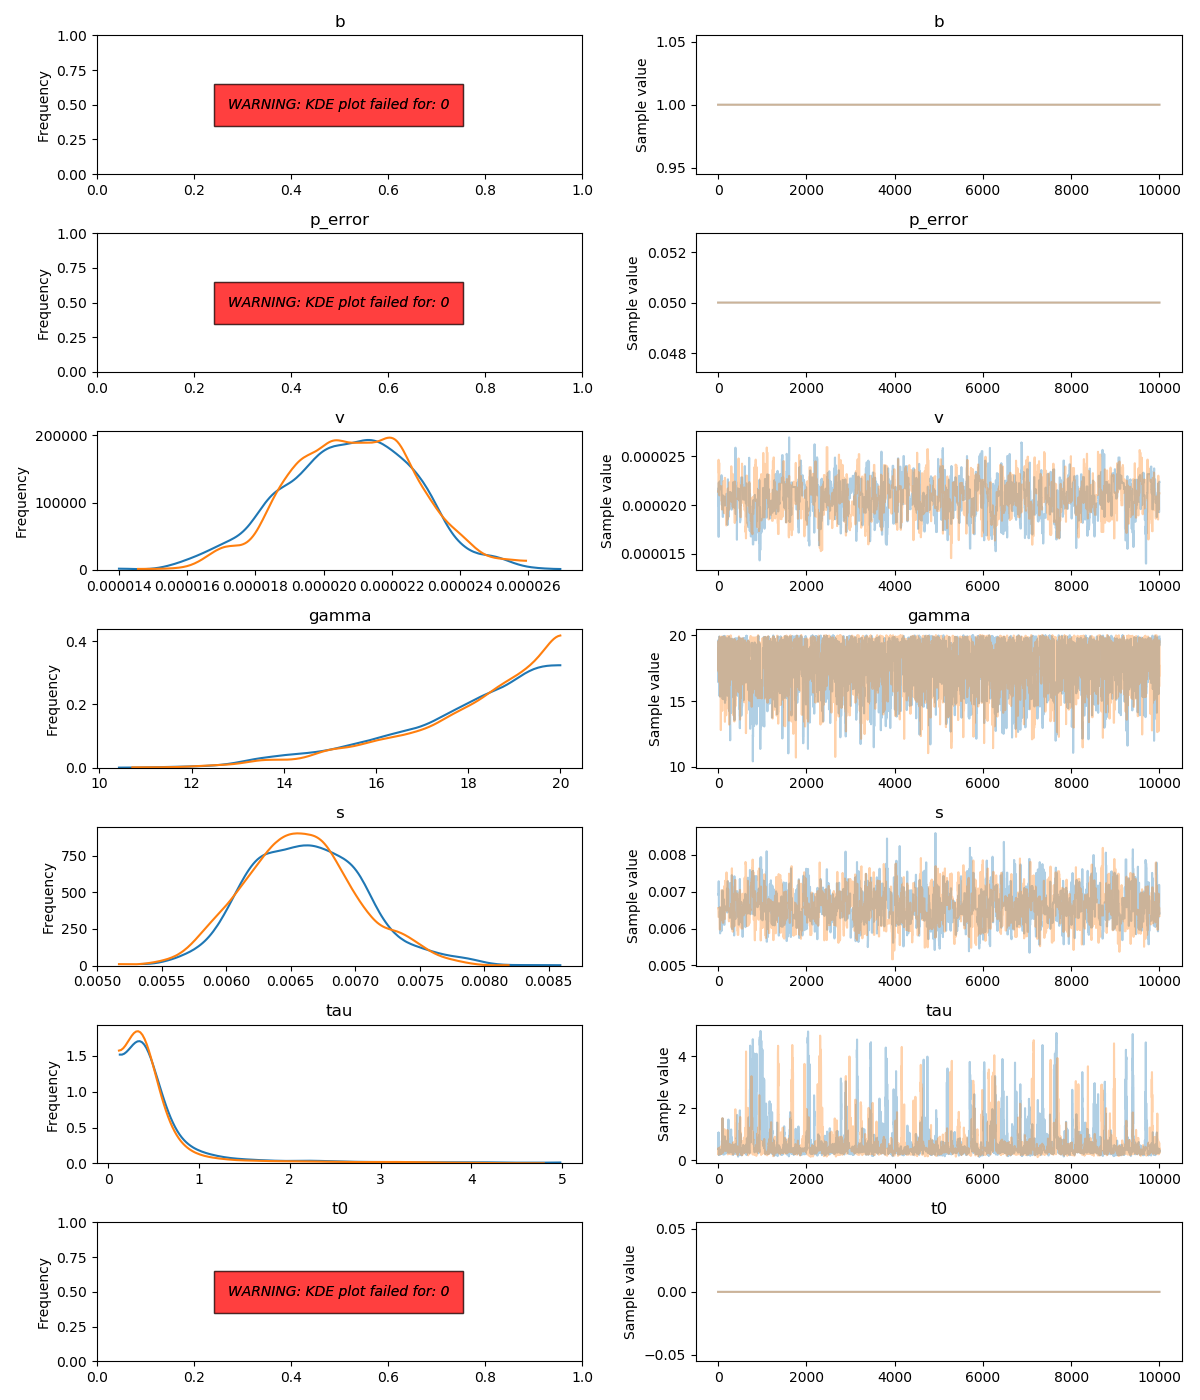 b
1.00
0.75
0.50
0.25
0.00
Frequency
WARNING: KDE plot failed for: 0
0.0 0.2 0.4 0.6 0.8 1.0
b
1.05
1.00
0.95
Sample value
0 2000 4000 6000 8000 10000
p_error
1.00
0.75
0.50
0.25
0.00
Frequency
WARNING: KDE plot failed for: 0
0.0 0.2 0.4 0.6 0.8 1.0
p_error
0.052
0.050
0.048
Sample value
0 2000 4000 6000 8000 10000
v
200000
100000
0
Frequency
0.000014 0.000016 0.000018 0.000020 0.000022 0.000024 0.000026
v
0.000025
0.000020
0.000015
Sample value
0 2000 4000 6000 8000 10000
gamma
0.4
0.2
0.0
Frequency
10 12 14 16 18 20
gamma
20
15
10
Sample value
0 2000 4000 6000 8000 10000
s
750
500
250
0
Frequency
0.0050 0.0055 0.0060 0.0065 0.0070 0.0075 0.0080 0.0085
s
0.008
0.007
0.006
0.005
Sample value
0 2000 4000 6000 8000 10000
tau
1.5
1.0
0.5
0.0
Frequency
0 1 2 3 4 5
tau
4
2
0
Sample value
0 2000 4000 6000 8000 10000
t0
1.00
0.75
0.50
0.25
0.00
Frequency
WARNING: KDE plot failed for: 0
0.0 0.2 0.4 0.6 0.8 1.0
t0
0.05
0.00
−0.05
Sample value
0 2000 4000 6000 8000 10000